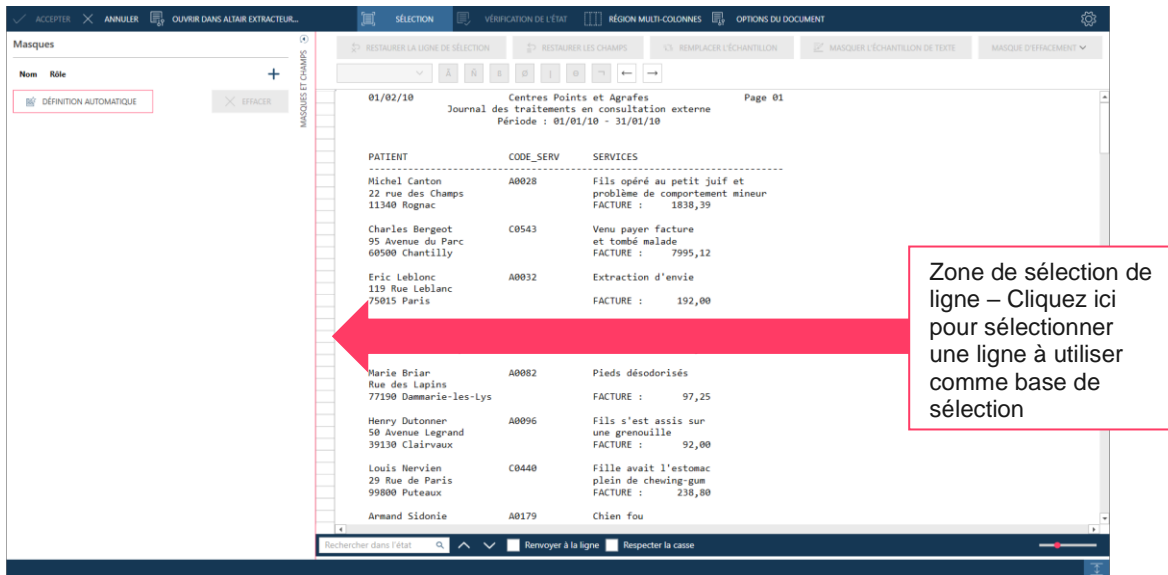 ACCEPTER ANNULER OUVRIR DANS ALTAIR EXTRACTEUR... SÉLECTION VÉRIFICATION DE L'ÉTAT RÉGION MULTI-COLONNES OPTIONS DU DOCUMENT
Masques
Nom Rôle
DÉFINITION AUTOMATIQUE EFFACER
MASQUES ET CHAMPS
RESTAURER LA LIGNE DE SÉLECTION RESTAURER LES CHAMPS REMPLACER L'ÉCHANTILLON MASQUER L'ÉCHANTILLON DE TEXTE MASQUE D'EFFACEMENT
Ã Ñ ß Ø
01/02/10 Centres Points et Agrafes Page 01
Journal des traitements en consultation externe
Période : 01/01/10 - 31/01/10
PATIENT CODE_SERV SERVICES
Michel Canton A0028 Fils opéré au petit juif et
22 rue des Champs problème de comportement mineur
11340 Rognac FACTURE : 1838,39
Charles Bergeot C0543 Venu payer facture
95 Avenue du Parc et tombé malade
60500 Chantilly FACTURE : 7995,12
Eric Leblonc A0032 Extraction d'envie
119 Rue Leblanc
75015 Paris FACTURE : 192,00
Marie Briar A0082 Pieds désodorisés
Rue des Lapins
77190 Dammarie-les-Lys FACTURE : 97,25
Henry Dutonner A0096 Fils s'est assis sur
50 Avenue Legrand une grenouille
39130 Clairvaux FACTURE : 92,00
Louis Nervien C0440 Fille avait l'estomac
29 Rue de Paris plein de chewing-gum
99800 Puteaux FACTURE : 238,80
Armand Sidonie A0179 Chien fou
Rechercher dans l'état Renvoyer à la ligne Respecter la casse
Zone de sélection de
ligne – Cliquez ici
pour sélectionner
une ligne à utiliser
comme base de
sélection